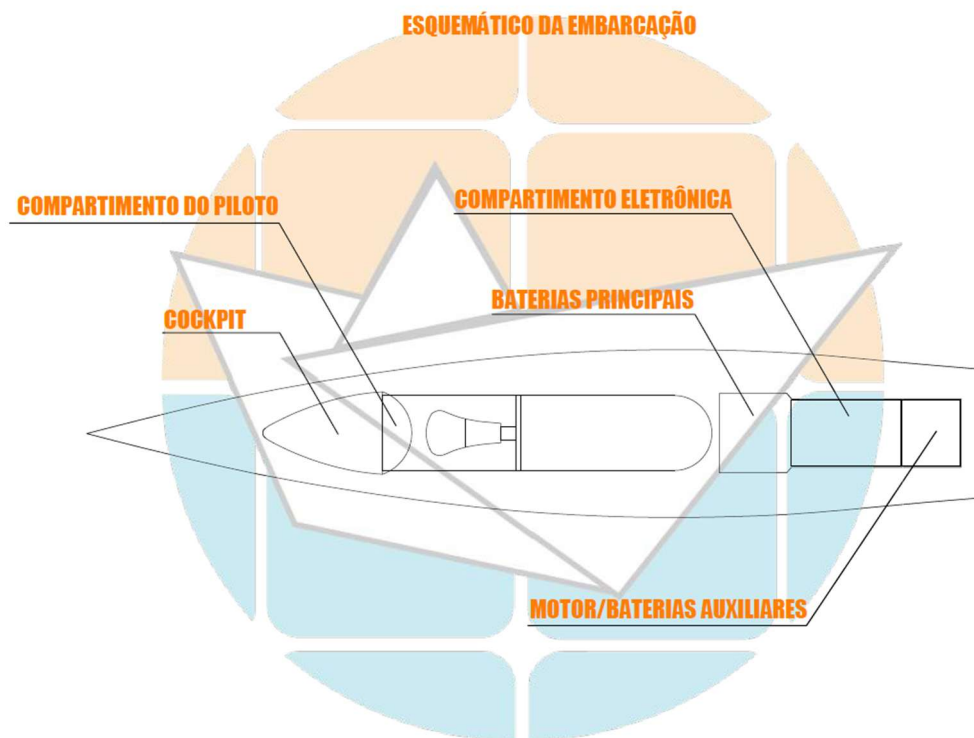 ESQUEMÁTICO DA EMBARCAÇÃO
COMPARTIMENTO DO PILOTO
COMPARTIMENTO ELETRÔNICA
BATERIAS PRINCIPAIS
COCKPIT
MOTOR/BATERIAS AUXILIARES